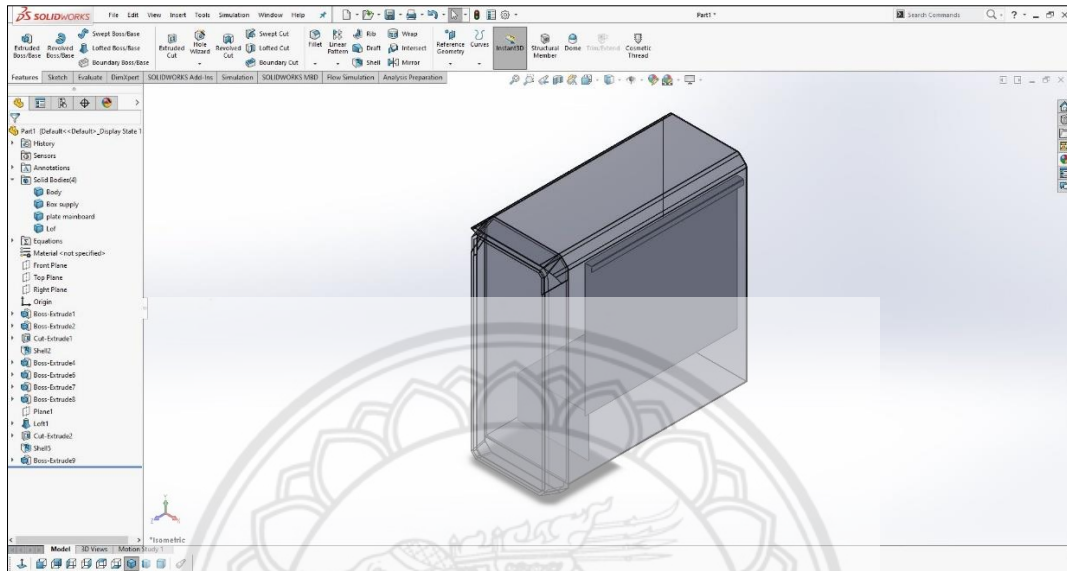 SOLIDWORKS File Edit View Insert Tools Simulation Window Help Part1 * Search Commands
Extruded Boss/Base
Revolved Boss/Base
Swept Boss/Base
Lofted Boss/Base
Boundary Boss/Base
Extruded Cut
Hole Wizard
Revolved Cut
Swept Cut
Lofted Cut
Boundary Cut
Fillet
Linear Pattern
Rib
Draft
Shell
Wrap
Intersect
Mirror
Reference Geometry
Curves
Instant3D
Structural Member
Dome
Trim/Extend
Cosmetic Thread
Features Sketch Evaluate DimXpert SOLIDWORKS Add-Ins Simulation SOLIDWORKS MBD Flow Simulation Analysis Preparation
Part1 (Default<<Default>_Display State 1
History
Sensors
Annotations
Solid Bodies(4)
Body
Box supply
plate mainboard
Lof
Equations
Material <not specified>
Front Plane
Top Plane
Right Plane
Origin
Boss-Extrude1
Boss-Extrude2
Cut-Extrude1
Shell2
Boss-Extrude4
Boss-Extrude6
Boss-Extrude7
Boss-Extrude8
Plane1
Loft1
Cut-Extrude2
Shell5
Boss-Extrude9
*Isometric
Model 3D Views Motion Study 1